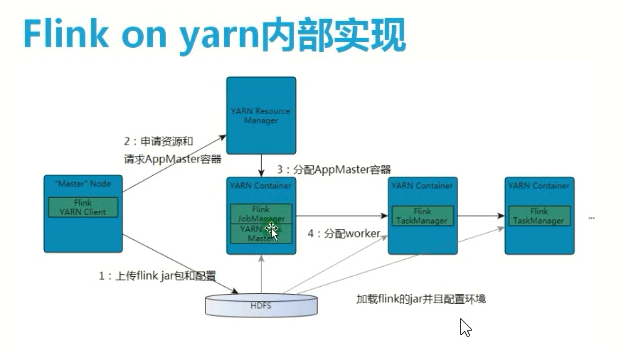 Flink on yarn内部实现
YARN Resource
Manager
2：申请资源和
请求AppMaster容器
3：分配AppMaster容器
"Master" Node
Flink
YARN Client
YARN Container
Flink
JobManager
YARN
Master
YARN Container
Flink
TaskManager
YARN Container
Flink
TaskManager
...
4：分配worker
1：上传flink jar包和配置
HDFS
加载flink的jar并且配置环境